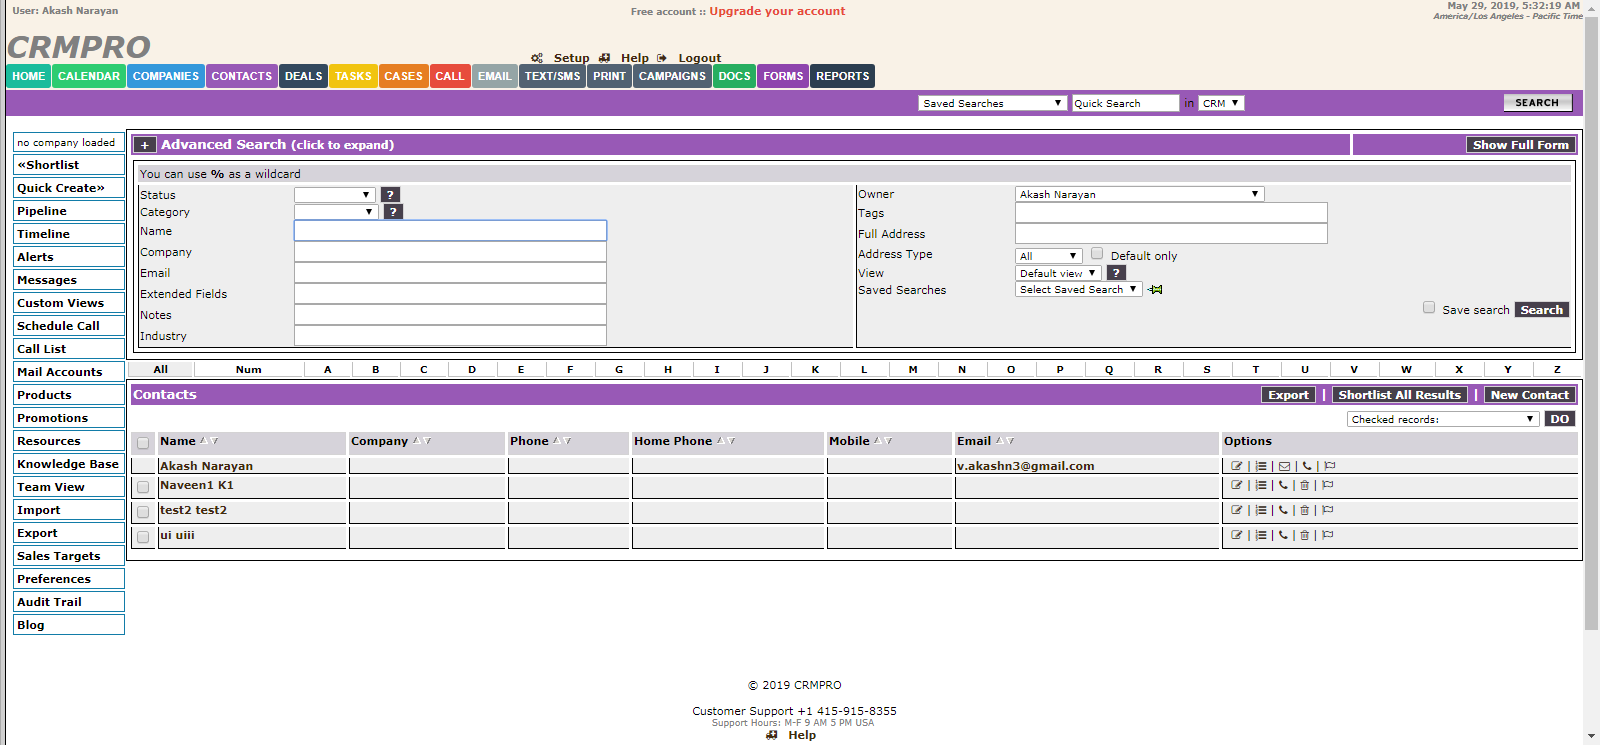 User: Akash Narayan
Free account :: Upgrade your account
May 29, 2019, 5:32:19 AM
America/Los Angeles - Pacific Time
CRMPRO
Setup Help Logout
HOME CALENDAR COMPANIES CONTACTS DEALS TASKS CASES CALL EMAIL TEXT/SMS PRINT CAMPAIGNS DOCS FORMS REPORTS
Saved Searches Quick Search in CRM SEARCH
no company loaded
«Shortlist
Quick Create»
Pipeline
Timeline
Alerts
Messages
Custom Views
Schedule Call
Call List
Mail Accounts
Products
Promotions
Resources
Knowledge Base
Team View
Import
Export
Sales Targets
Preferences
Audit Trail
Blog
+ Advanced Search (click to expand) Show Full Form
You can use % as a wildcard
Status ?
Category ?
Name
Company
Email
Extended Fields
Notes
Industry
Owner Akash Narayan
Tags
Full Address
Address Type All Default only
View Default view ?
Saved Searches Select Saved Search
Save search Search
All Num A B C D E F G H I J K L M N O P Q R S T U V W X Y Z
Contacts Export | Shortlist All Results | New Contact
Checked records: DO
Name Company Phone Home Phone Mobile Email Options
Akash Narayan v.akashn3@gmail.com | | | |
Naveen1 K1 | | | |
test2 test2 | | | |
ui uiii | | | |
© 2019 CRMPRO
Customer Support +1 415-915-8355
Support Hours: M-F 9 AM 5 PM USA
Help